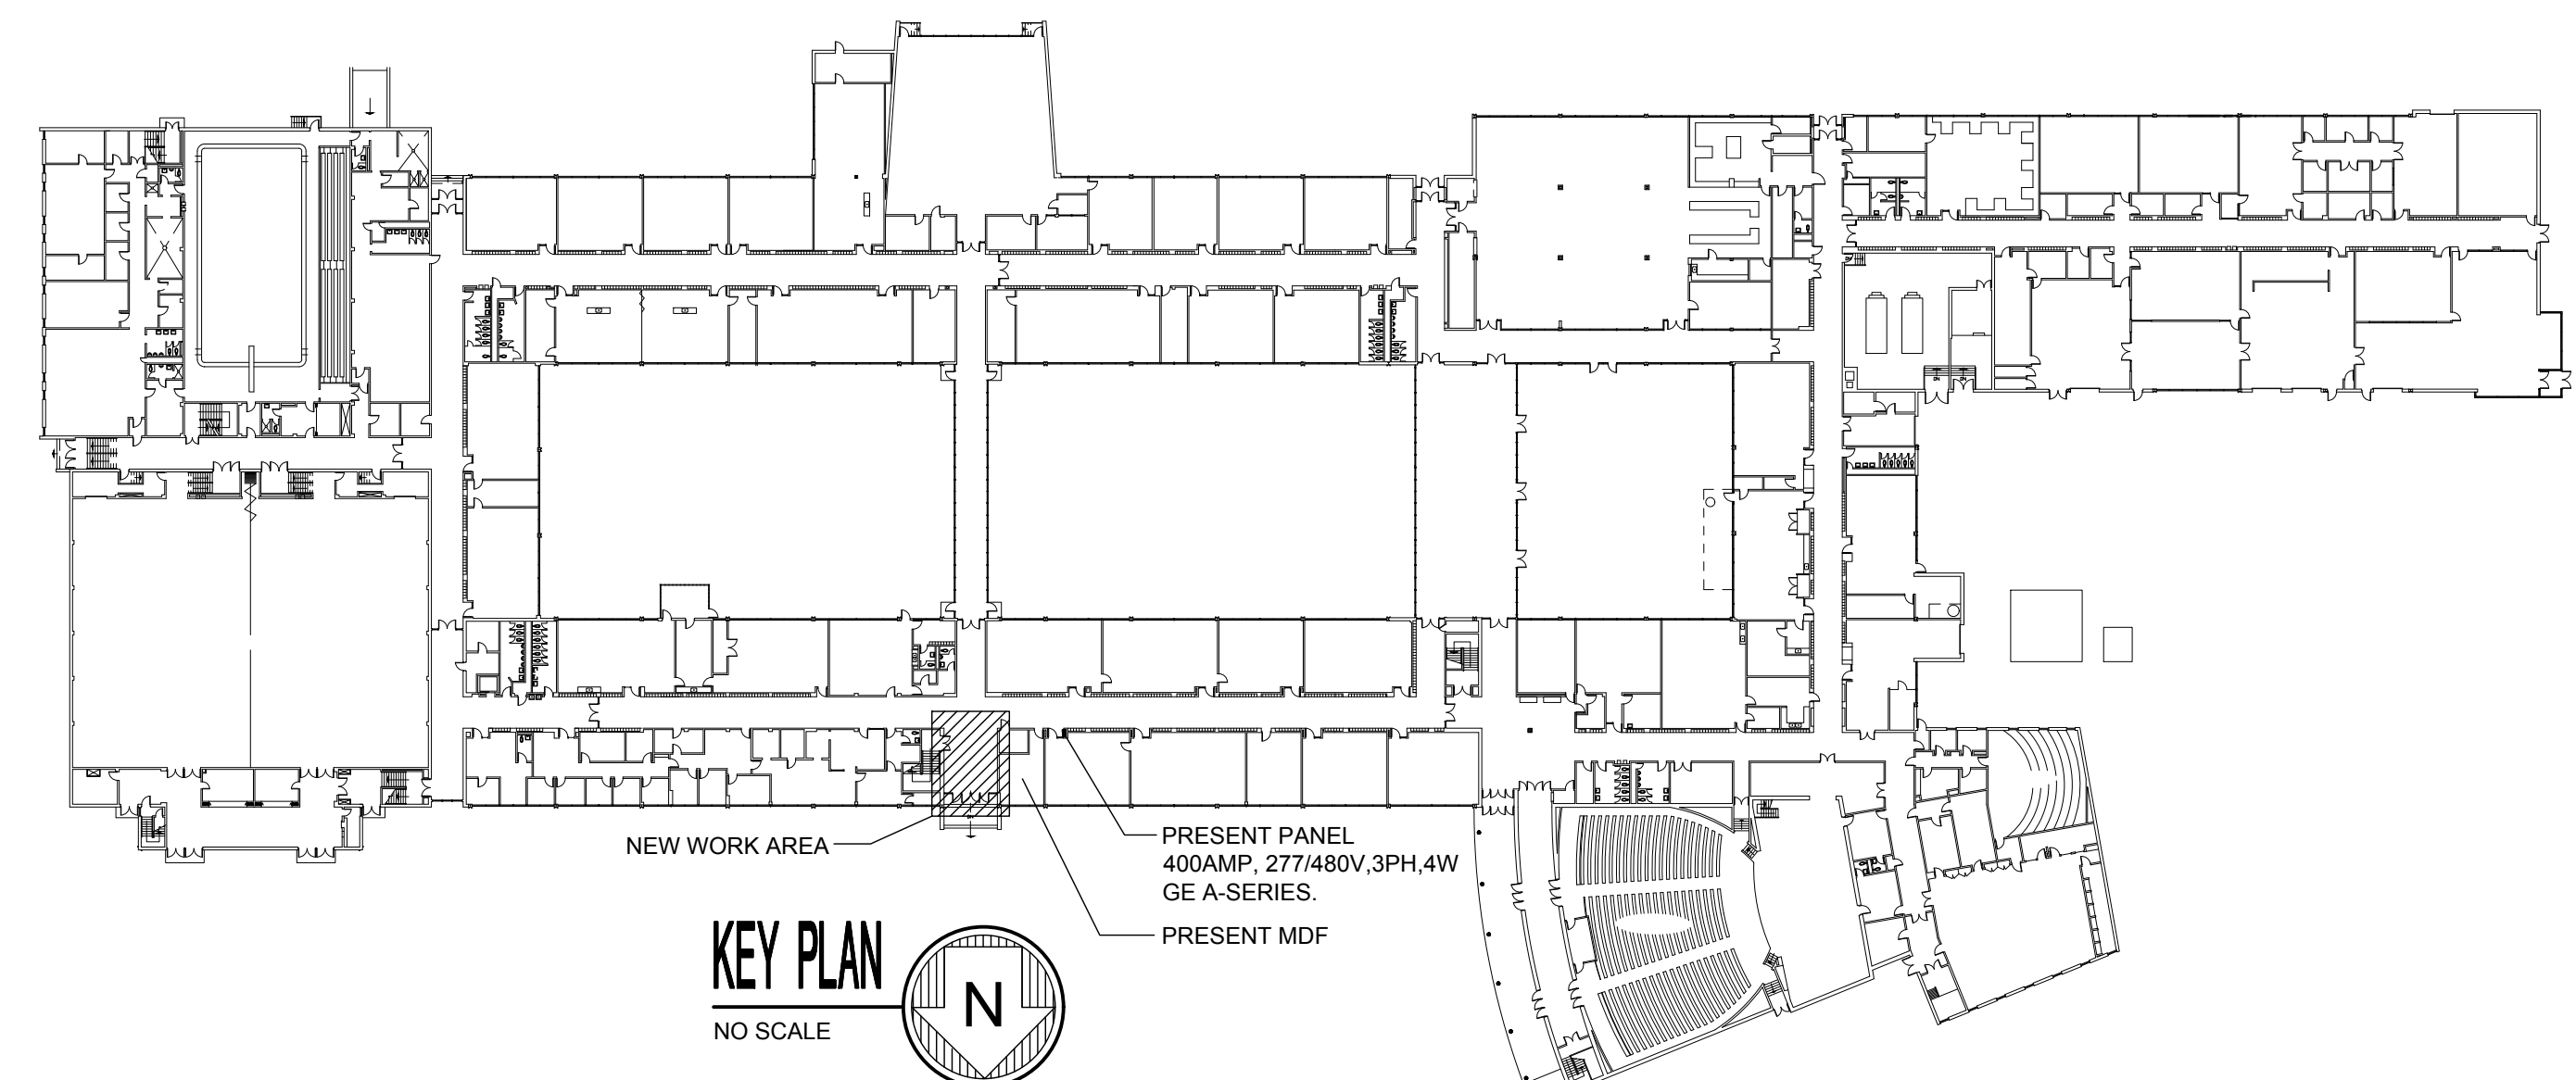 NEW WORK AREA
PRESENT PANEL
400AMP, 277/480V,3PH,4W
GE A-SERIES.
PRESENT MDF
KEY PLAN
NO SCALE
N